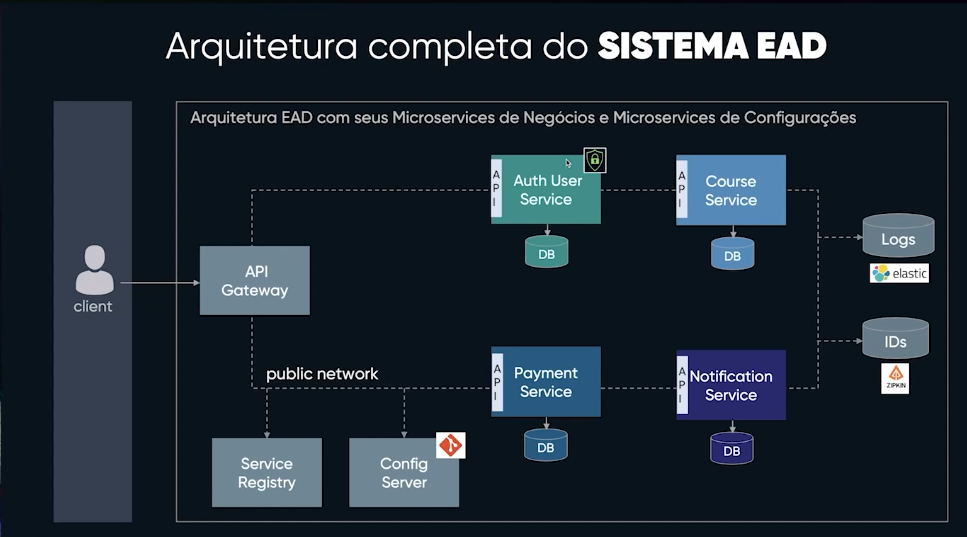 Arquitetura completa do SISTEMA EAD
Arquitetura EAD com seus Microservices de Negócios e Microservices de Configurações
client
API
Gateway
API
Auth User
Service
DB
API
Course
Service
DB
Logs
elastic
IDs
ZIPKIN
public network
API
Payment
Service
DB
API
Notification
Service
DB
Service
Registry
Config
Server